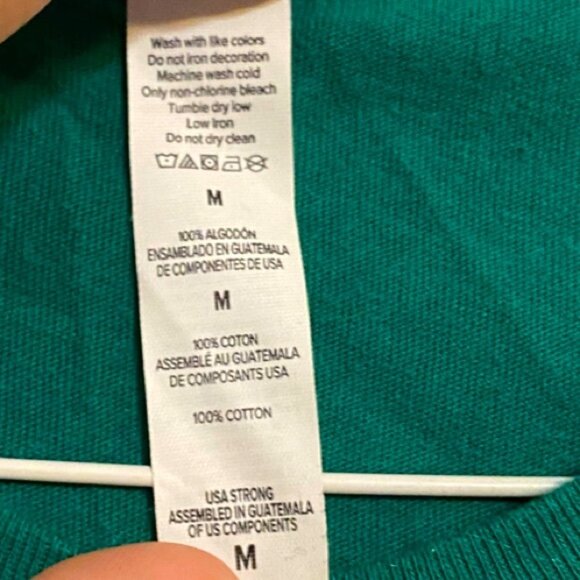 Wash with like colors
Do not iron decoration
Machine wash cold
Only non-chlorine bleach
Tumble dry low
Low Iron
Do not dry clean
M
100% ALGODÓN
ENSAMBLADO EN GUATEMALA
DE COMPONENTES DE USA
M
100% COTON
ASSEMBLÉ AU GUATEMALA
DE COMPOSANTS USA
100% COTTON
USA STRONG
ASSEMBLED IN GUATEMALA
OF US COMPONENTS
M